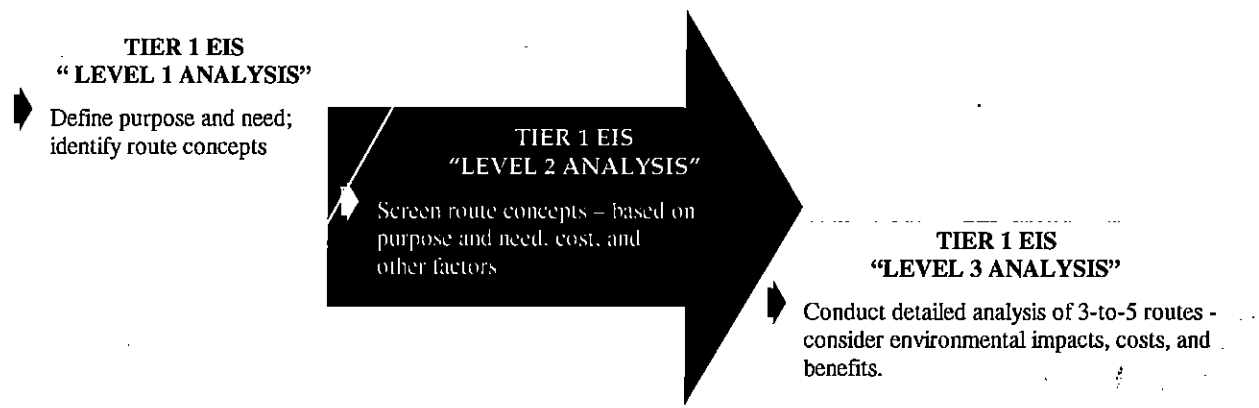 TIER 1 EIS
“ LEVEL 1 ANALYSIS”
Define purpose and need;
identify route concepts
TIER 1 EIS
“LEVEL 2 ANALYSIS”
Screen route concepts – based on
purpose and need, cost, and
other factors
TIER 1 EIS
“LEVEL 3 ANALYSIS”
Conduct detailed analysis of 3-to-5 routes -
consider environmental impacts, costs, and
benefits.